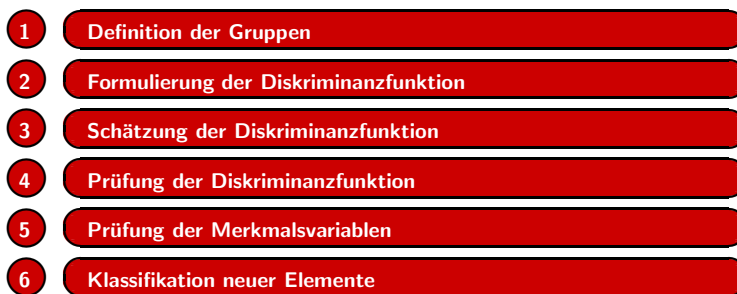 1 Definition der Gruppen
2 Formulierung der Diskriminanzfunktion
3 Schätzung der Diskriminanzfunktion
4 Prüfung der Diskriminanzfunktion
5 Prüfung der Merkmalsvariablen
6 Klassifikation neuer Elemente